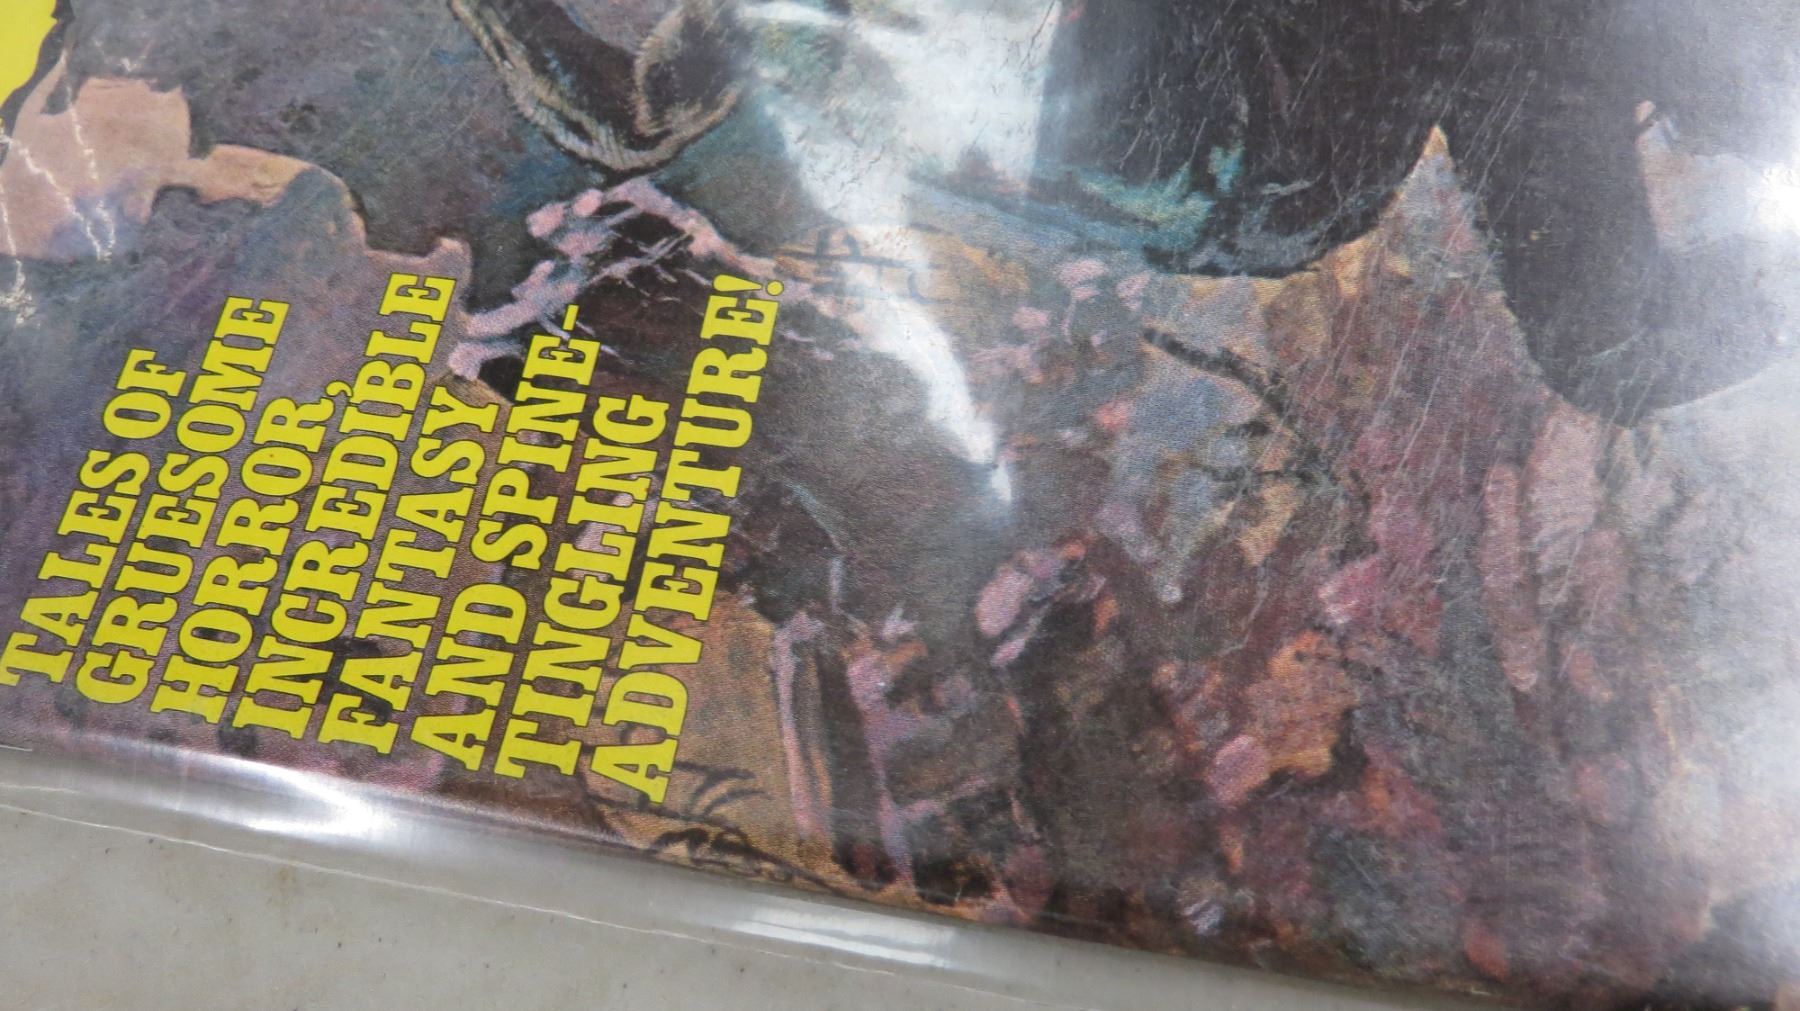 TALES OF
GRUESOME
HORROR,
INCREDIBLE
FANTASY
AND SPINE-
TINGLING
ADVENTURE!